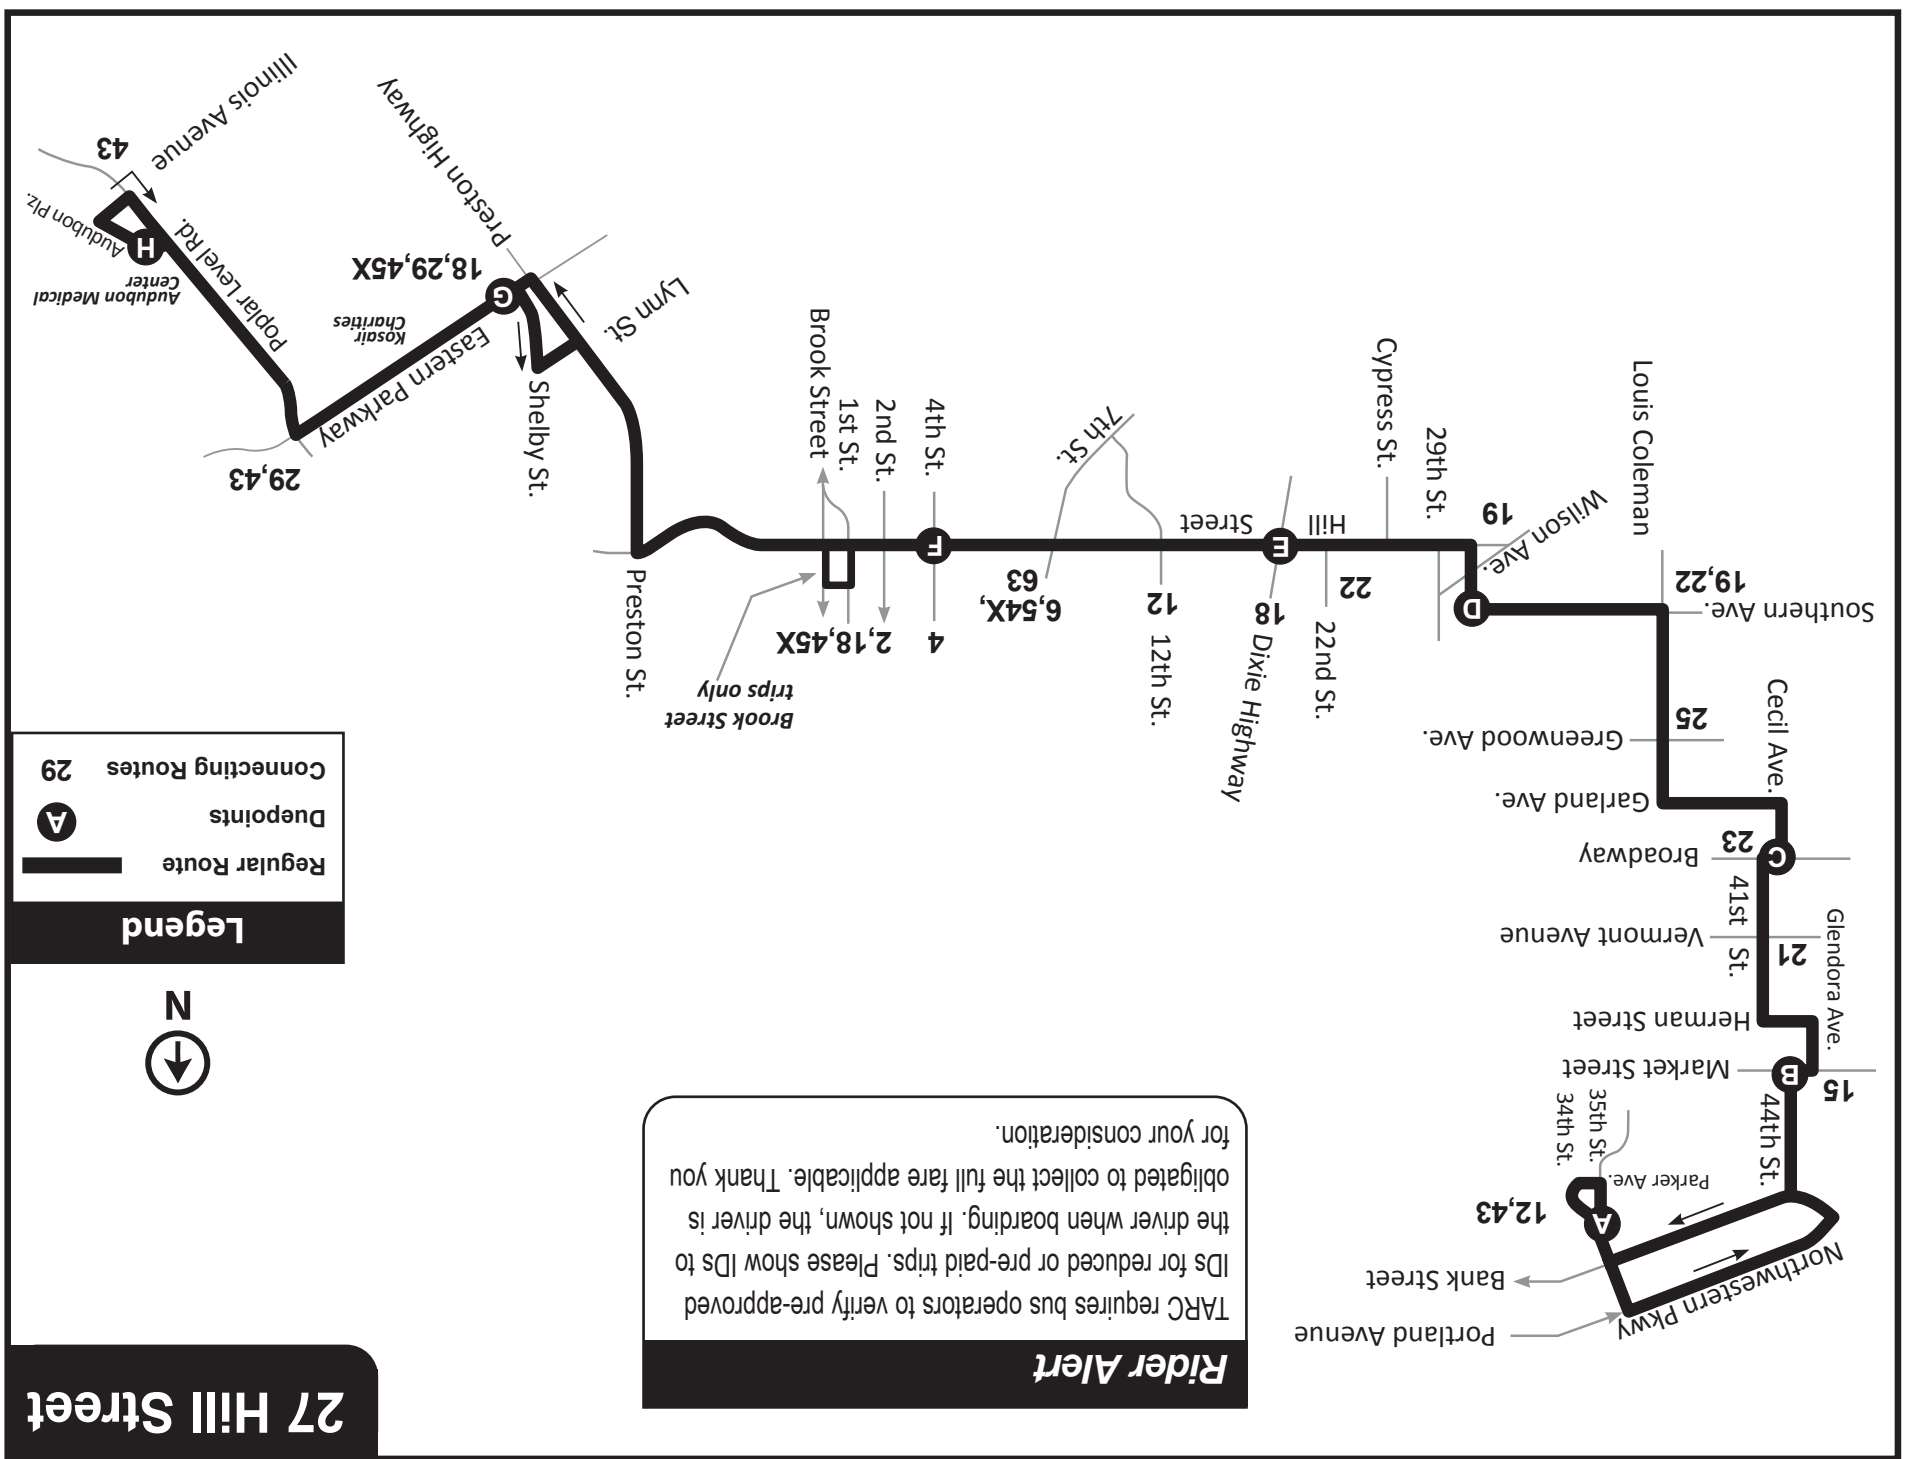 27 Hill Street
Rider Alert
TARC requires bus operators to verify pre-approved
IDs for reduced or pre-paid trips. Please show IDs to
the driver when boarding. If not shown, the driver is
obligated to collect the full fare applicable. Thank you
for your consideration.
N
Legend
Regular Route
Duepoints A
Connecting Routes 29
Portland Avenue
Northwestern Pkwy
Bank Street
A
12,43
Parker Ave.
35th St.
34th St.
44th St.
15
B
Market Street
Glendora Ave.
Herman Street
21
Vermont Avenue
41st St.
C
23
Broadway
Cecil Ave.
Garland Ave.
Greenwood Ave.
25
Southern Ave.
19,22
Louis Coleman
D
Wilson Ave.
19
29th St.
Cypress St.
Hill
Street
22
22nd St.
E
18
Dixie Highway
12
12th St.
6,54X,
63
7th St.
F
4
4th St.
2,18,45X
2nd St.
1st St.
Brook Street
Brook Street
trips only
Preston St.
Lynn St.
Shelby St.
Preston Highway
G
18,29,45X
Eastern Parkway
Kosair
Charities
29,43
Poplar Level Rd.
Audubon Medical
Center
H
Audubon Plz.
43
Illinois Avenue